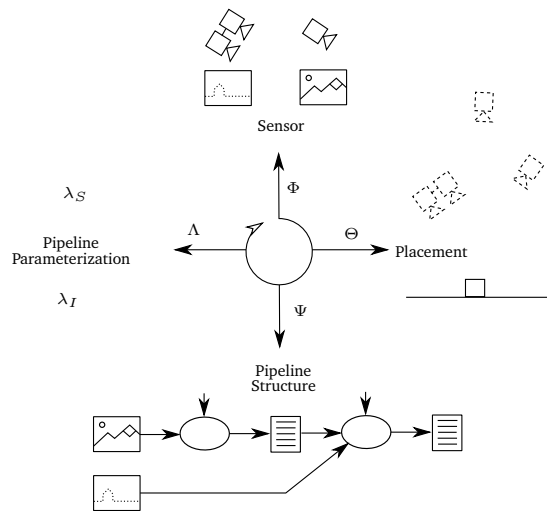 Sensor
Φ
λ_S
Λ
Θ
Pipeline
Parameterization
Placement
λ_I
Ψ
Pipeline
Structure